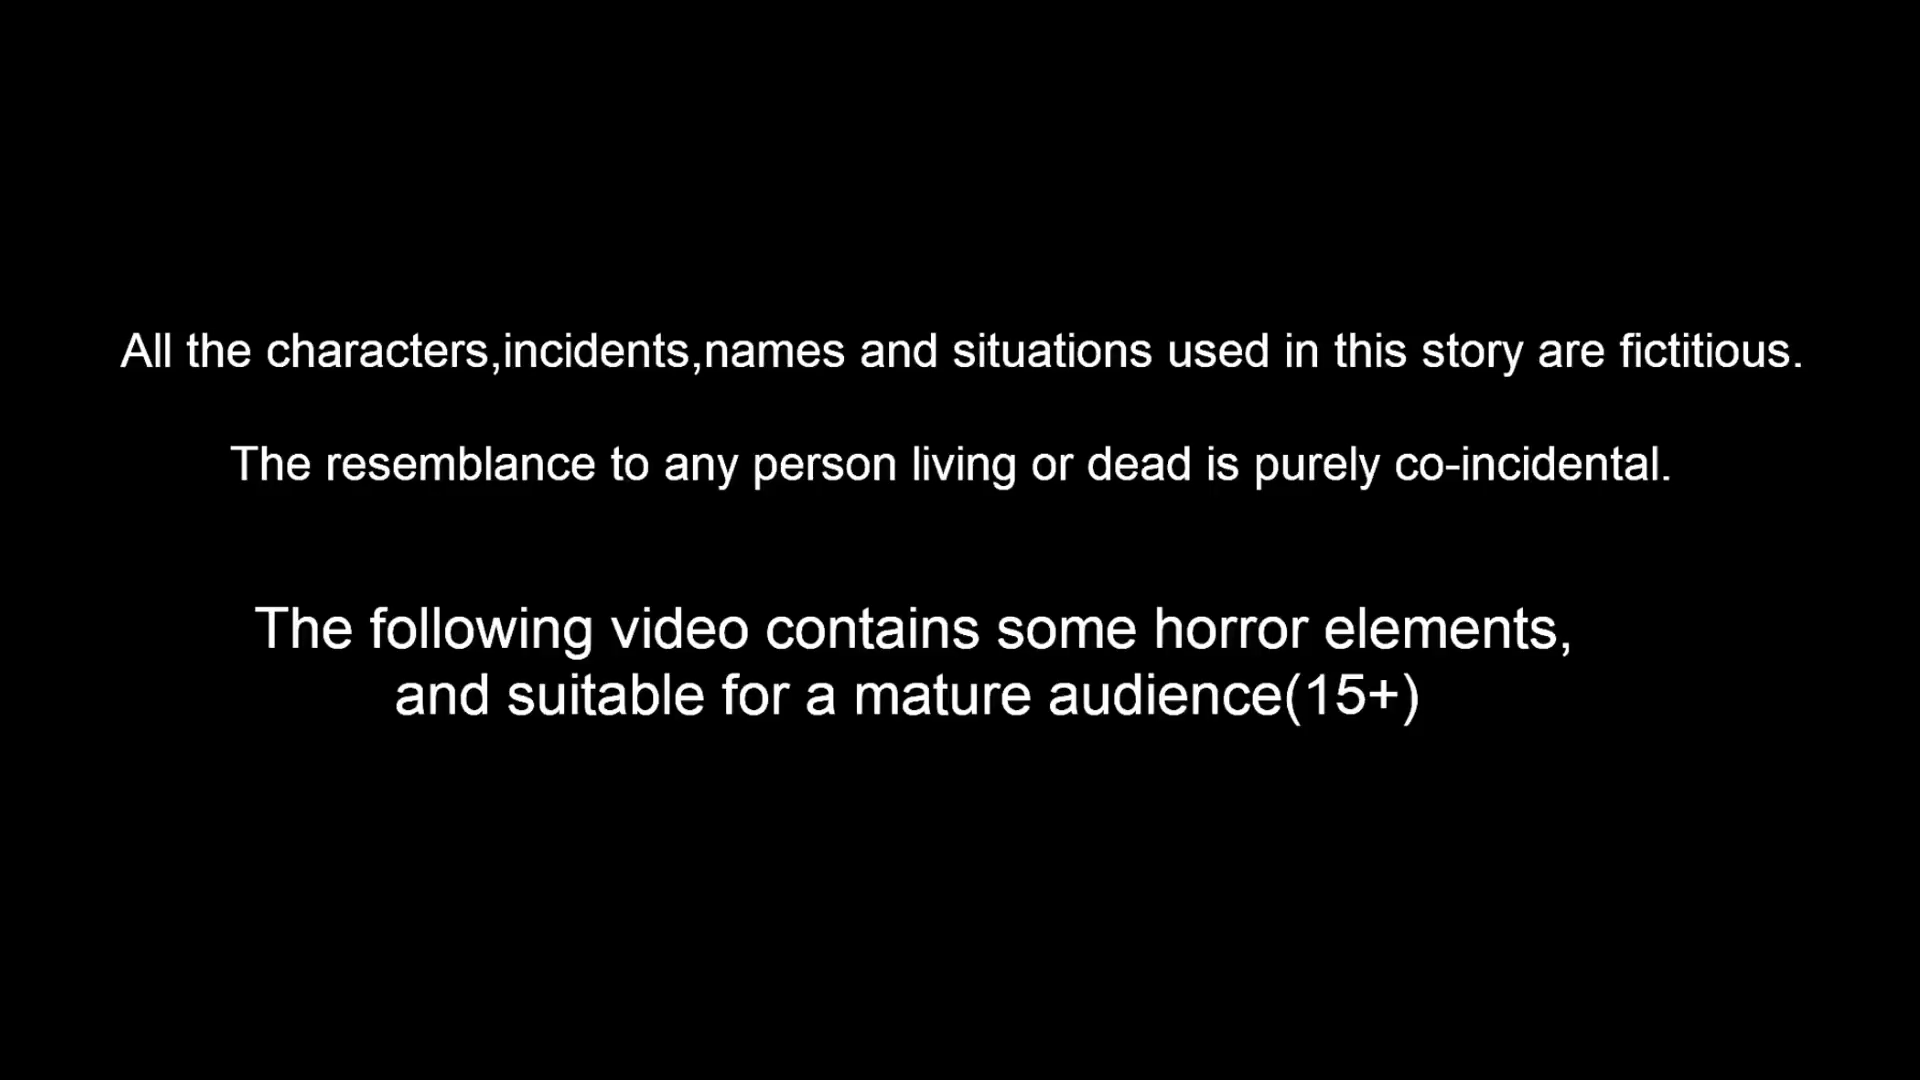 All the characters,incidents,names and situations used in this story are fictitious.
The resemblance to any person living or dead is purely co-incidental.
The following video contains some horror elements,
and suitable for a mature audience(15+)